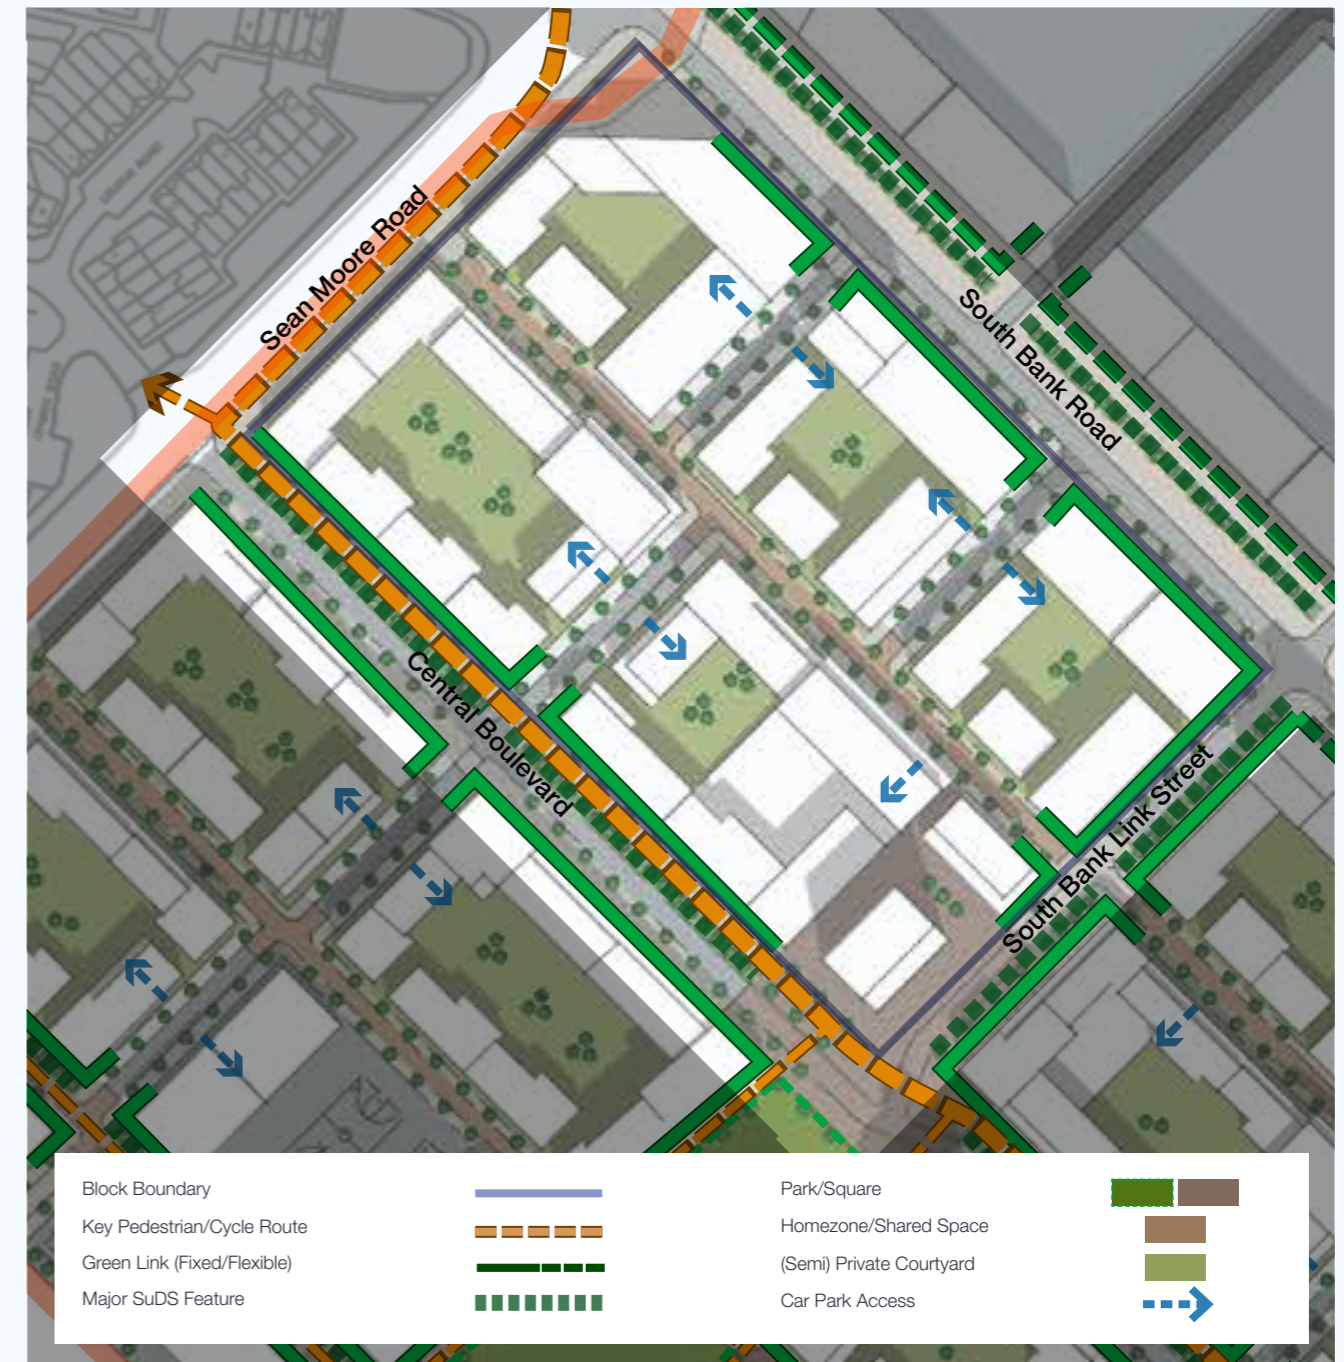 Sean Moore Road
South Bank Road
Central Boulevard
South Bank Link Street
Block Boundary
Key Pedestrian/Cycle Route
Green Link (Fixed/Flexible)
Major SuDS Feature
Park/Square
Homezone/Shared Space
(Semi) Private Courtyard
Car Park Access